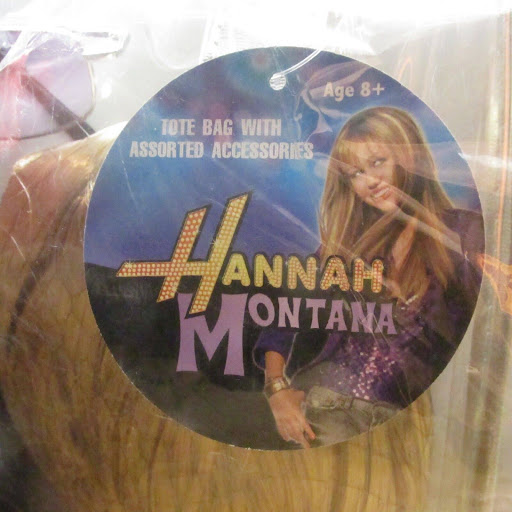 Age 8+
TOTE BAG WITH
ASSORTED ACCESSORIES
HANNAH
MONTANA